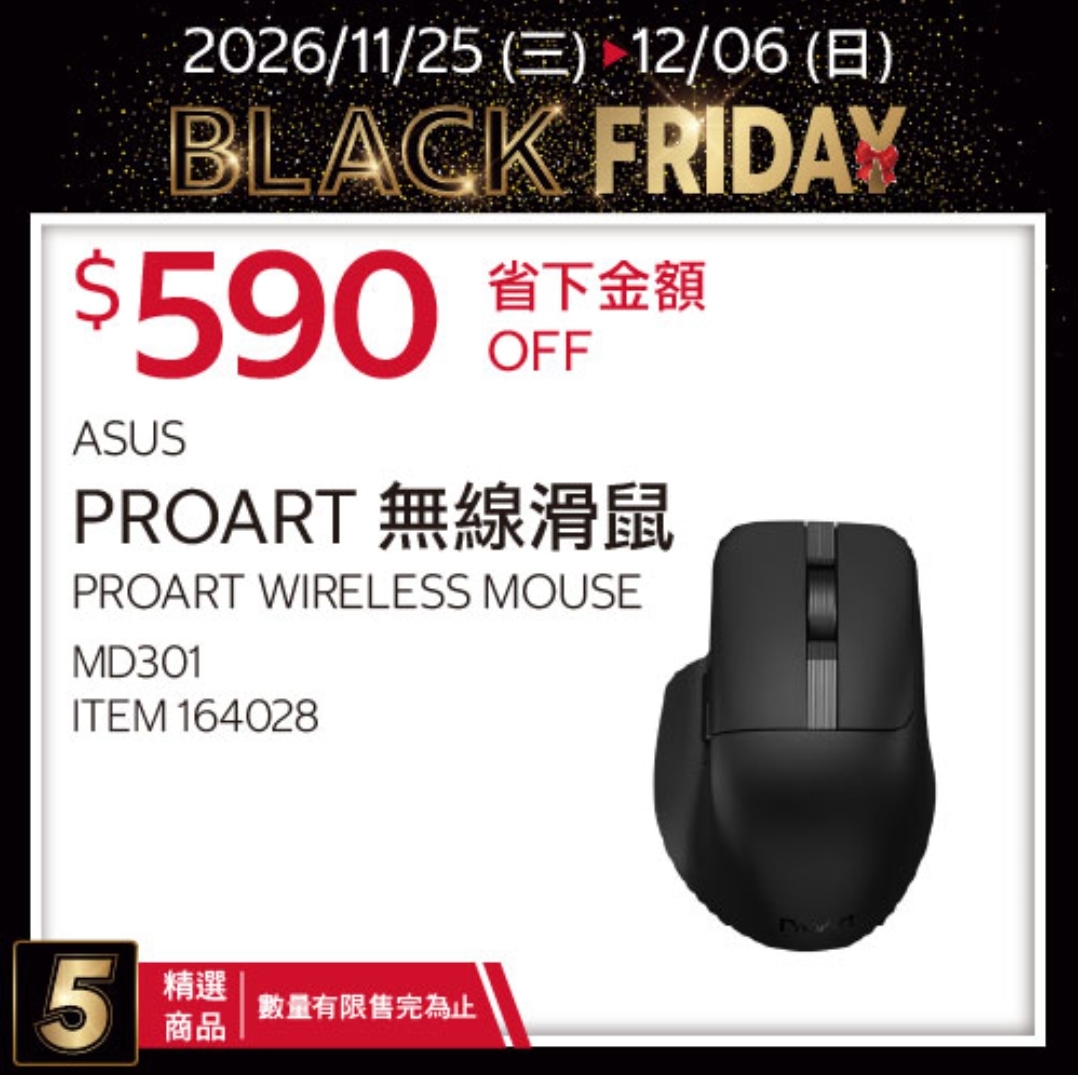 2026/11/25 (三) ▶ 12/06 (日)
BLACK FRIDAY
$590
省下金額
OFF
ASUS
PROART 無線滑鼠
PROART WIRELESS MOUSE
MD301
ITEM 164028
ProArt
5
精選
商品
數量有限售完為止